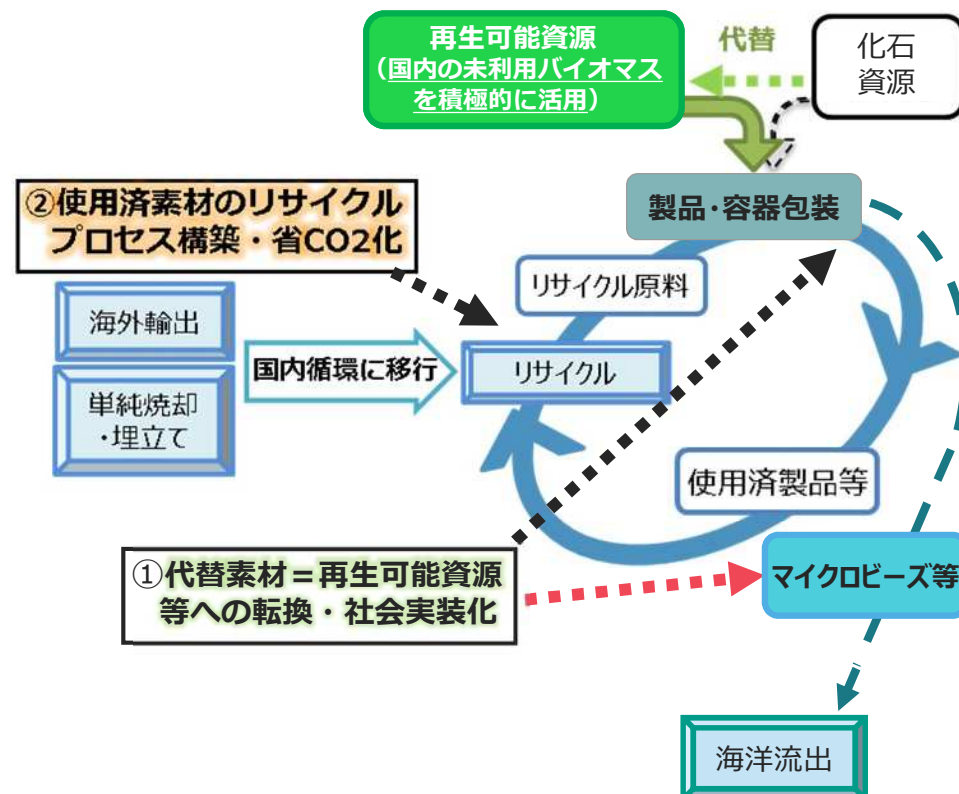 再生可能資源
（国内の未利用バイオマス
を積極的に活用）
代替
化石
資源
製品・容器包装
②使用済素材のリサイクル
プロセス構築・省CO2化
リサイクル原料
海外輸出
国内循環に移行
リサイクル
単純焼却
・埋立て
使用済製品等
①代替素材＝再生可能資源
等への転換・社会実装化
マイクロビーズ等
海洋流出